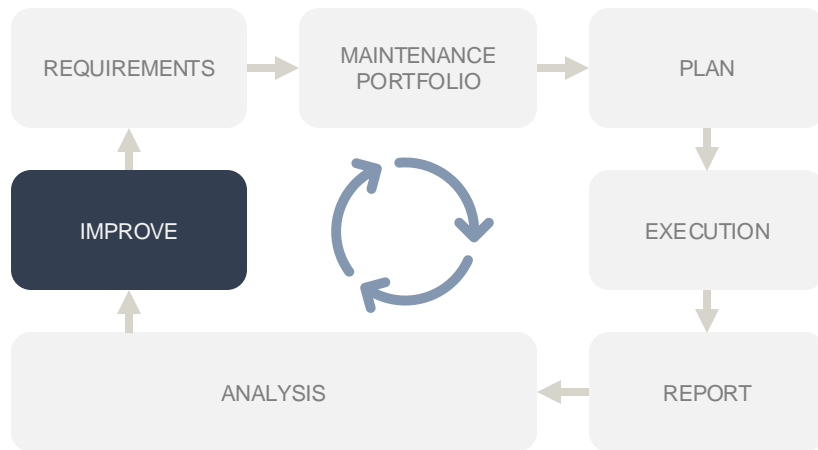 REQUIREMENTS
MAINTENANCE
PORTFOLIO
PLAN
IMPROVE
EXECUTION
ANALYSIS
REPORT